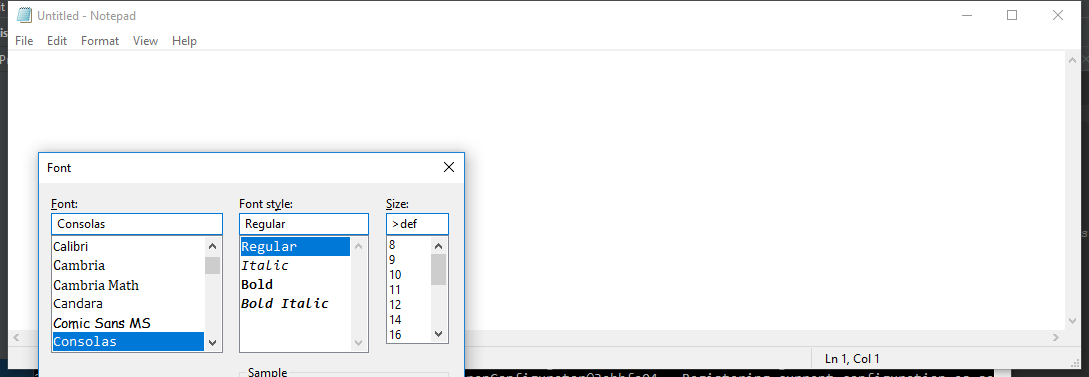 Untitled - Notepad
File Edit Format View Help
Font
Font: Font style: Size:
Consolas Regular >def
Calibri Regular 8
Cambria Italic 9
Cambria Math Bold 10
Candara Bold Italic 11
Comic Sans MS 12
Consolas 14
16
Sample
Ln 1, Col 1